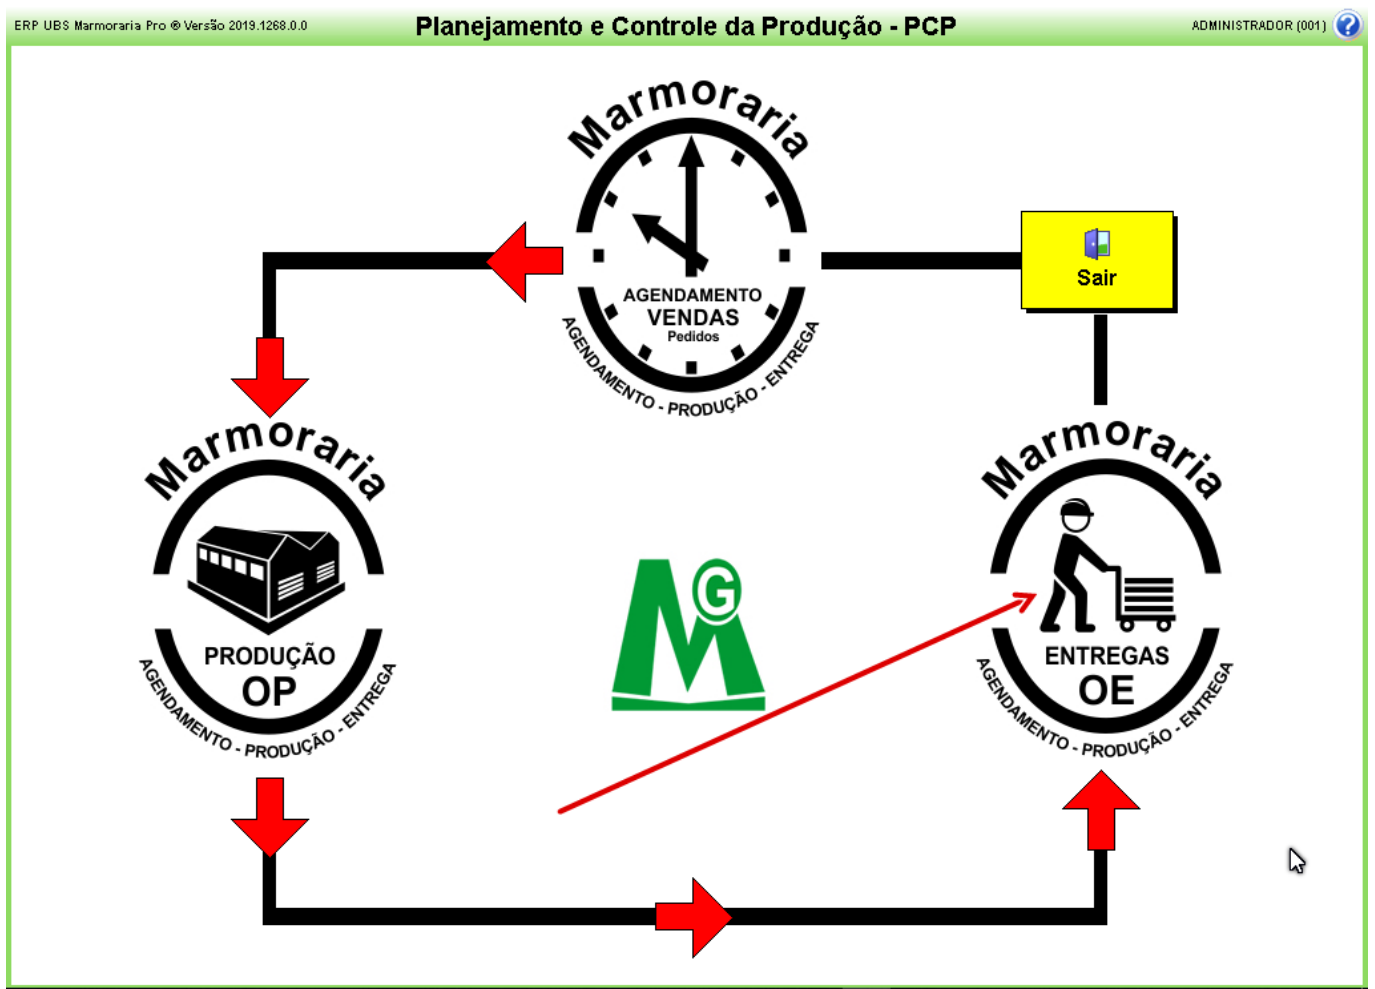 ERP UBS Marmoraria Pro ® Versão 2019.1268.0.0
Planejamento e Controle da Produção - PCP
ADMINISTRADOR (001)
?
Marmoraria
AGENDAMENTO
VENDAS
Pedidos
AGENDAMENTO - PRODUÇÃO - ENTREGA
Sair
Marmoraria
PRODUÇÃO
OP
AGENDAMENTO - PRODUÇÃO - ENTREGA
MG
Marmoraria
ENTREGAS
OE
AGENDAMENTO - PRODUÇÃO - ENTREGA